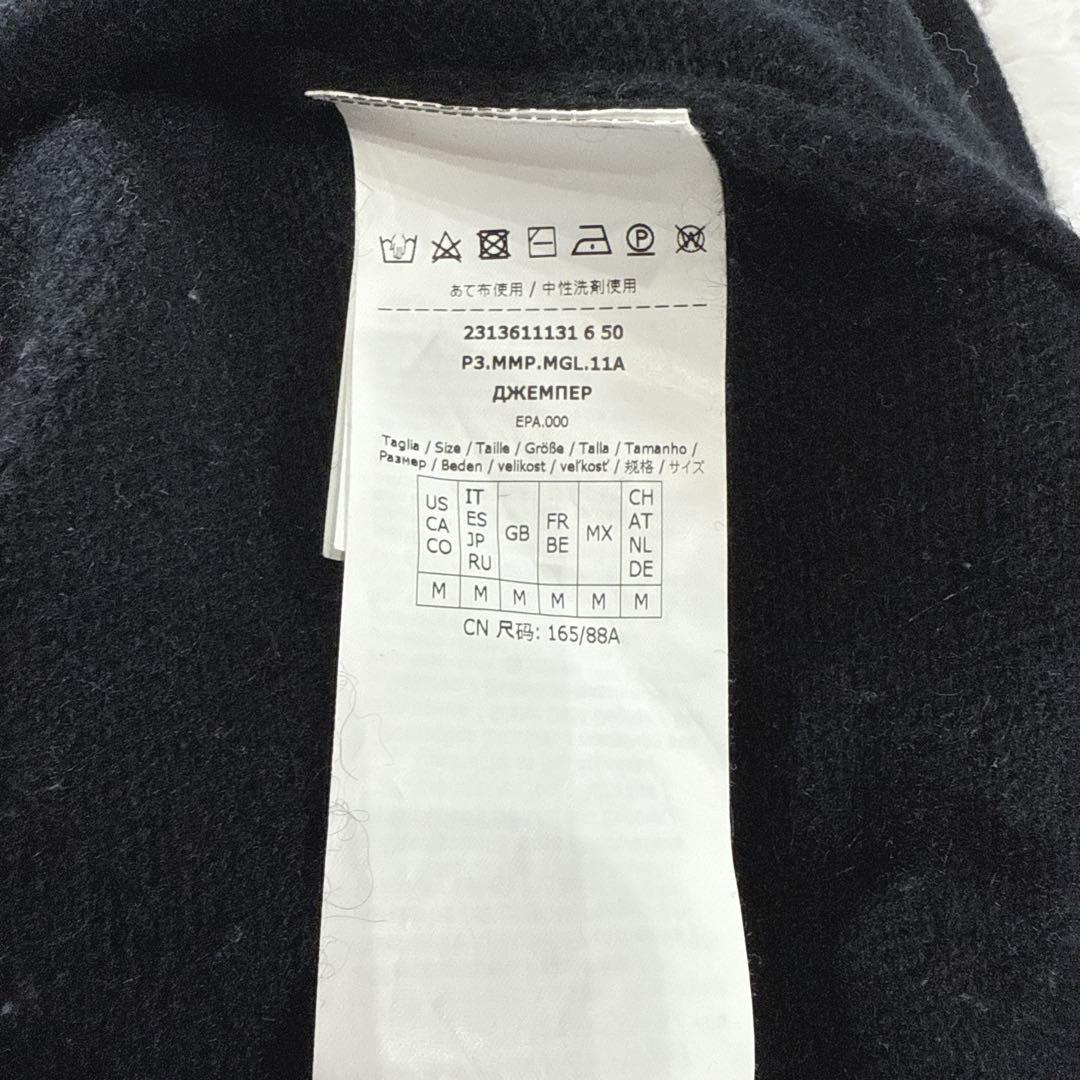 P
W
あて布使用 / 中性洗剤使用
2313611131 6 50
P3.MMP.MGL.11A
ДЖЕМПЕР
EPA.000
Taglia / Size / Taille / Größe / Talla / Tamanho /
Размер / Beden / velikost / veľkosť / 规格 / サイズ
US CA CO
IT ES JP RU
GB
FR BE
MX
CH AT NL DE
M M M M M M
CN 尺码: 165/88A